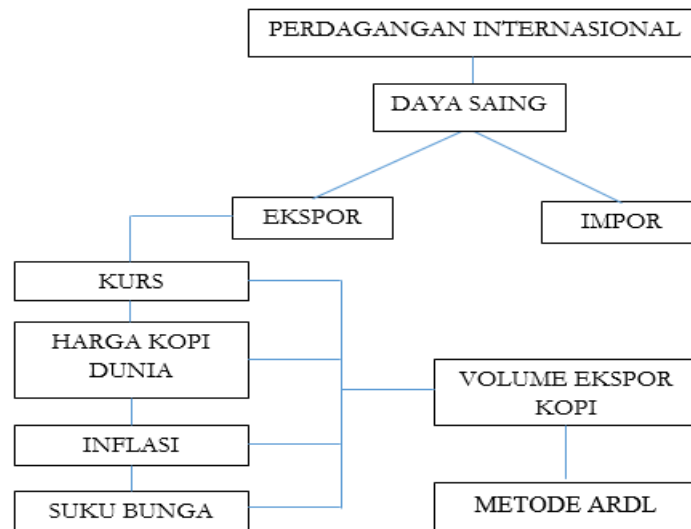 PERDAGANGAN INTERNASIONAL
DAYA SAING
EKSPOR
IMPOR
KURS
HARGA KOPI
DUNIA
VOLUME EKSPOR
KOPI
INFLASI
SUKU BUNGA
METODE ARDL